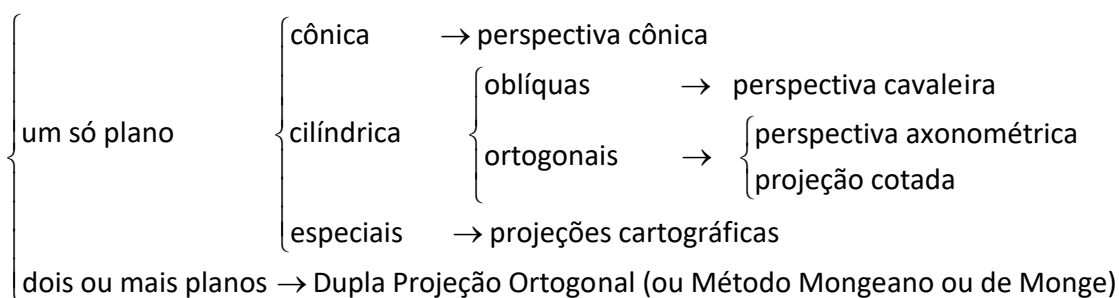 cônica → perspectiva cônica
oblíquas → perspectiva cavaleira
um só plano cilíndrica perspectiva axonométrica
ortogonais →
projeção cotada
especiais → projeções cartográficas
dois ou mais planos → Dupla Projeção Ortogonal (ou Método Mongeano ou de Monge)